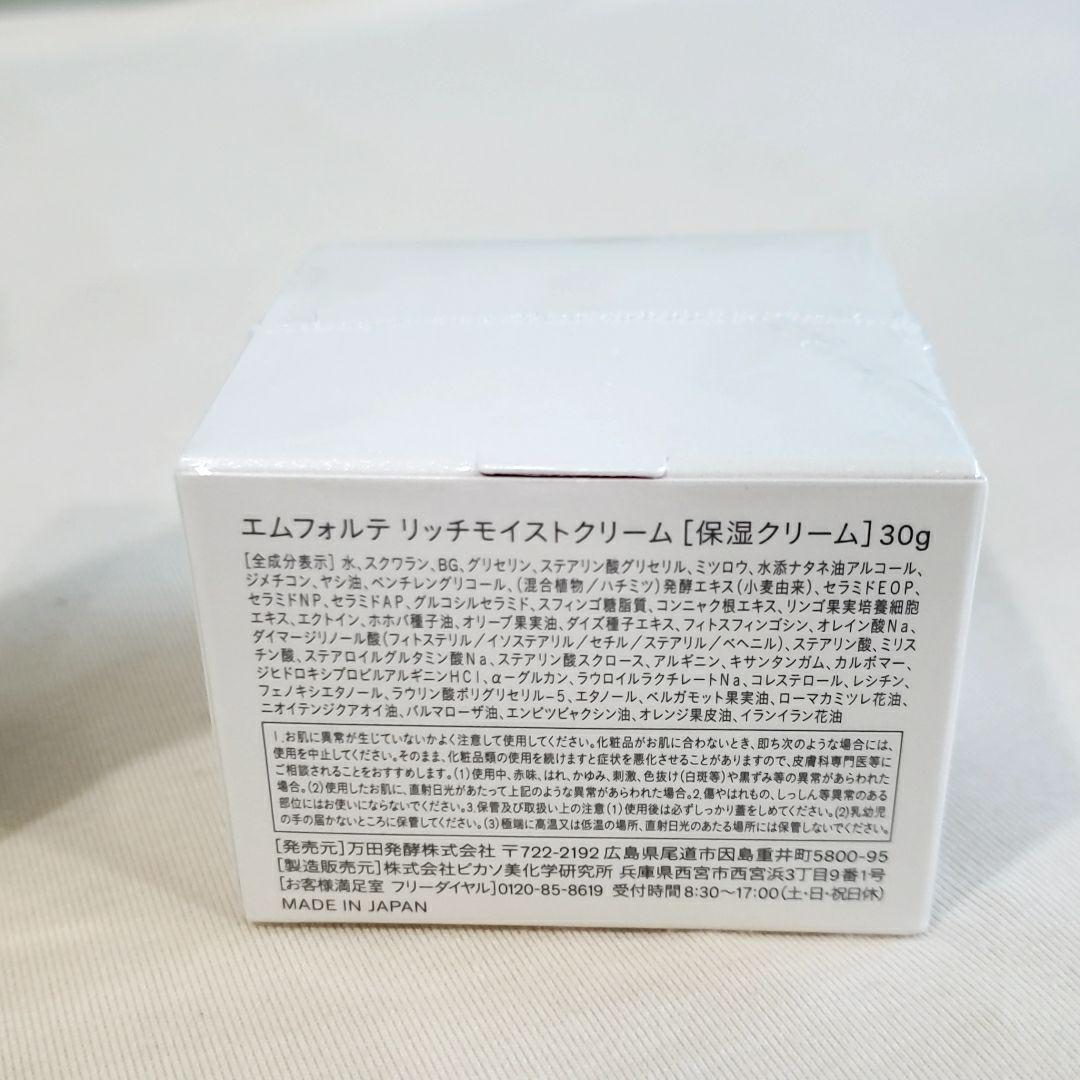 エムフォルテ リッチモイストクリーム [保湿クリーム] 30g
[全成分表示] 水、スクワラン、BG、グリセリン、ステアリン酸グリセリル、ミツロウ、水添ナタネ油アルコール、
ジメチコン、ヤシ油、ペンチレングリコール、(混合植物/ハチミツ)発酵エキス(小麦由来)、セラミドEOP、
セラミドNP、セラミドAP、グルコシルセラミド、スフィンゴ糖脂質、コンニャク根エキス、リンゴ果実培養細胞
エキス、エクトイン、ホホバ種子油、オリーブ果実油、ダイズ種子エキス、フィトスフィンゴシン、オレイン酸Na、
ダイマージリノール酸(フィトステリル/イソステアリル/セチル/ステアリル/ベヘニル)、ステアリン酸、ミリス
チン酸、ステアロイルグルタミン酸Na、ステアリン酸スクロース、アルギニン、キサンタンガム、カルボマー、
ジヒドロキシプロピルアルギニンHCl、α-グルカン、ラウロイルラクチレートNa、コレステロール、レシチン、
フェノキシエタノール、ラウリン酸ポリグリセリル-5、エタノール、ベルガモット果実油、ローマカミツレ花油、
ニオイテンジクアオイ油、パルマローザ油、エンピツビャクシン油、オレンジ果皮油、イランイラン花油
1.お肌に異常が生じていないかよく注意して使用してください。化粧品がお肌に合わないとき、即ち次のような場合には、
使用を中止してください。そのまま、化粧品類の使用を続けますと症状を悪化させることがありますので、皮膚科専門医等に
ご相談されることをおすすめします。(1)使用中、赤味、はれ、かゆみ、刺激、色抜け(白斑等)や黒ずみ等の異常があらわれた
場合。(2)使用したお肌に、直射日光があたって上記のような異常があらわれた場合。2.傷やはれもの、しっしん等異常のある
部位にはお使いにならないでください。3.保管及び取扱い上の注意(1)使用後は必ずしっかり蓋をしめてください。(2)乳幼児
の手の届かないところに保管してください。(3)極端に高温又は低温の場所、直射日光のあたる場所には保管しないでください。
[発売元]万田発酵株式会社 〒722-2192 広島県尾道市因島重井町5800-95
[製造販売元]株式会社ピカソ美化学研究所 兵庫県西宮市西宮浜3丁目9番1号
[お客様満足室 フリーダイヤル]0120-85-8619 受付時間8:30〜17:00(土・日・祝日休)
MADE IN JAPAN